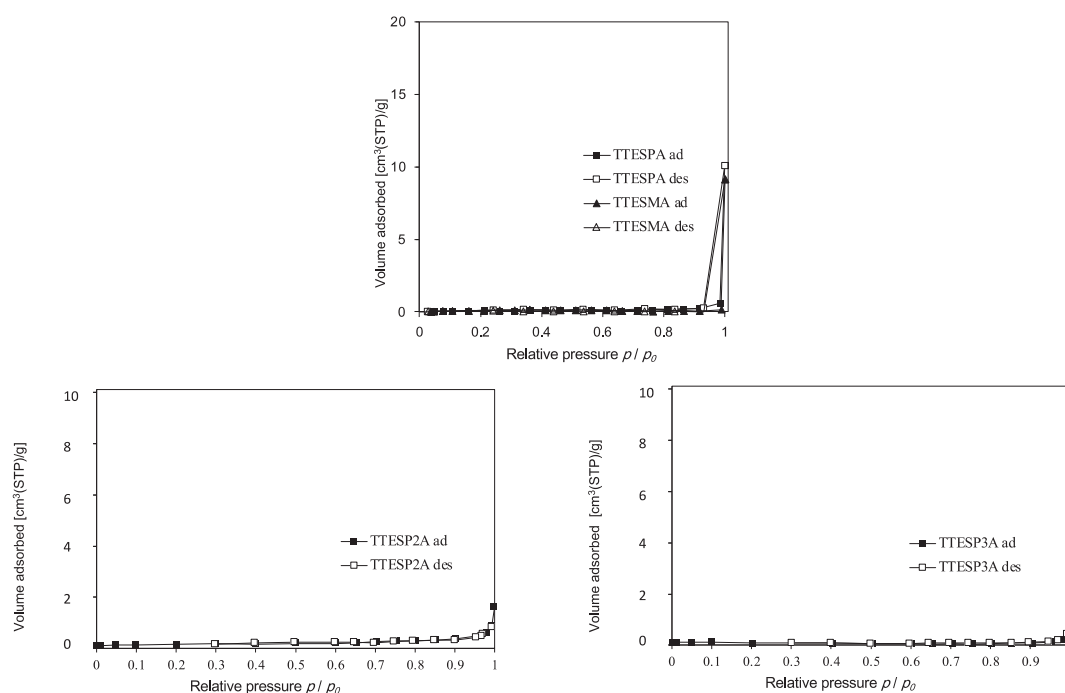 20
15
10
5
0
Volume adsorbed [cm³(STP)/g]
TTESPA ad
TTESPA des
TTESMA ad
TTESMA des
0 0.2 0.4 0.6 0.8 1
Relative pressure p / p₀
10
8
6
4
2
0
Volume adsorbed [cm³(STP)/g]
TTESP2A ad
TTESP2A des
0 0.1 0.2 0.3 0.4 0.5 0.6 0.7 0.8 0.9 1
Relative pressure p / p₀
10
8
6
4
2
0
Volume adsorbed [cm³(STP)/g]
TTESP3A ad
TTESP3A des
0 0.1 0.2 0.3 0.4 0.5 0.6 0.7 0.8 0.9
Relative pressure p / p₀